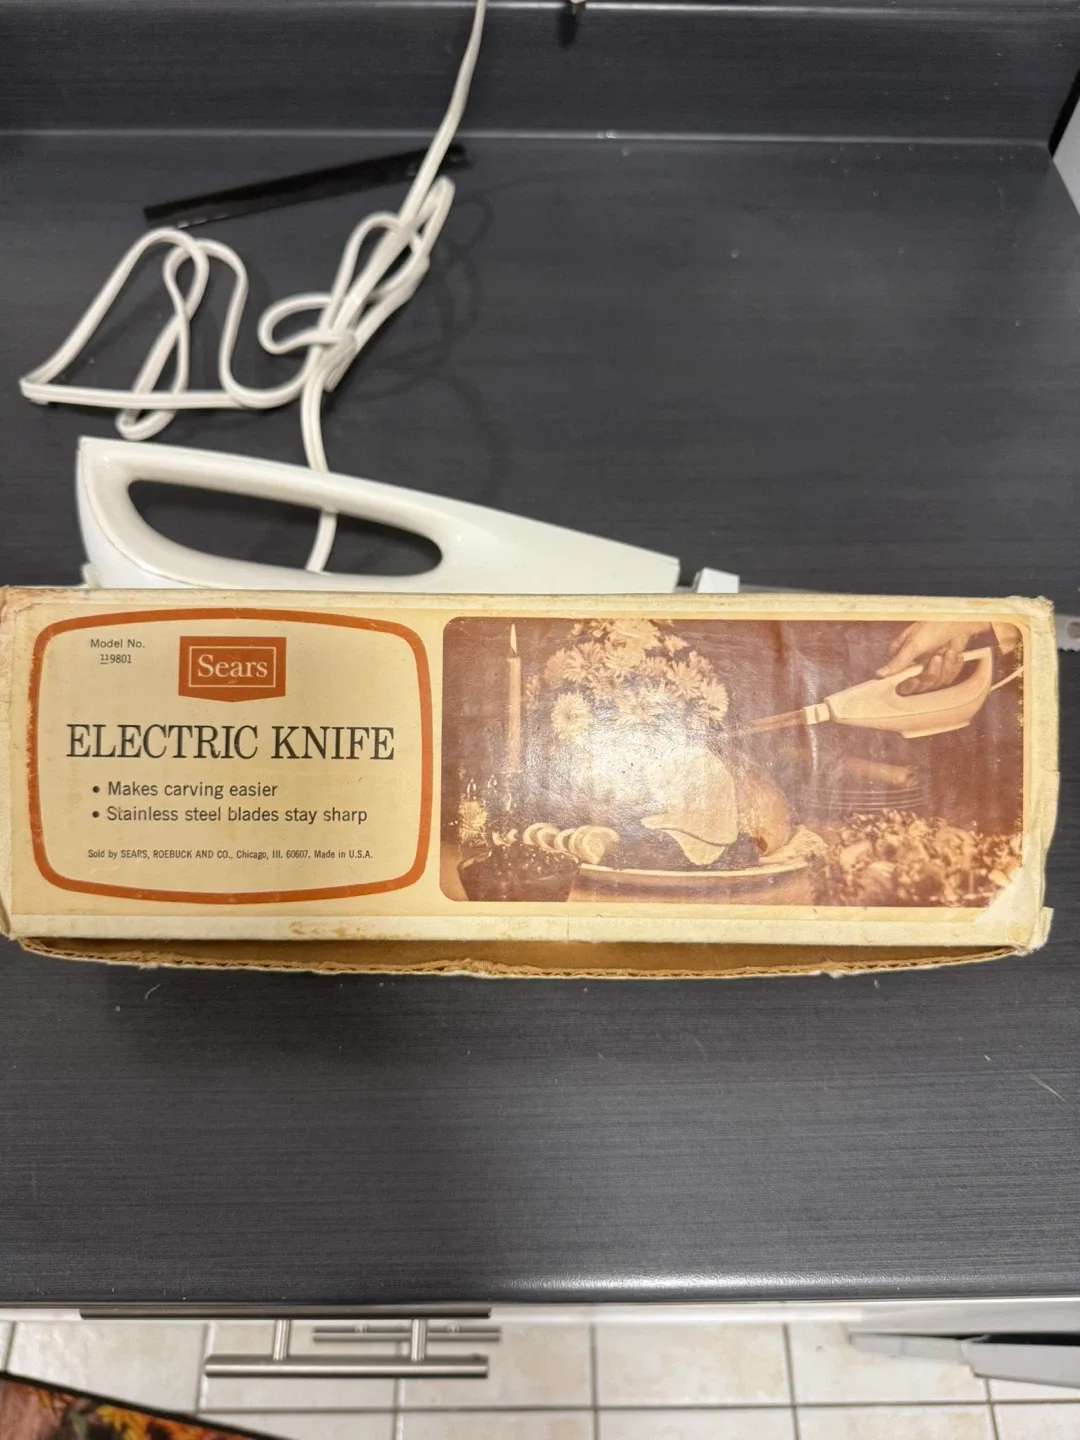 Model No.
119801
Sears
ELECTRIC KNIFE
• Makes carving easier
• Stainless steel blades stay sharp
Sold by SEARS, ROEBUCK AND CO., Chicago, Ill. 60607. Made in U.S.A.